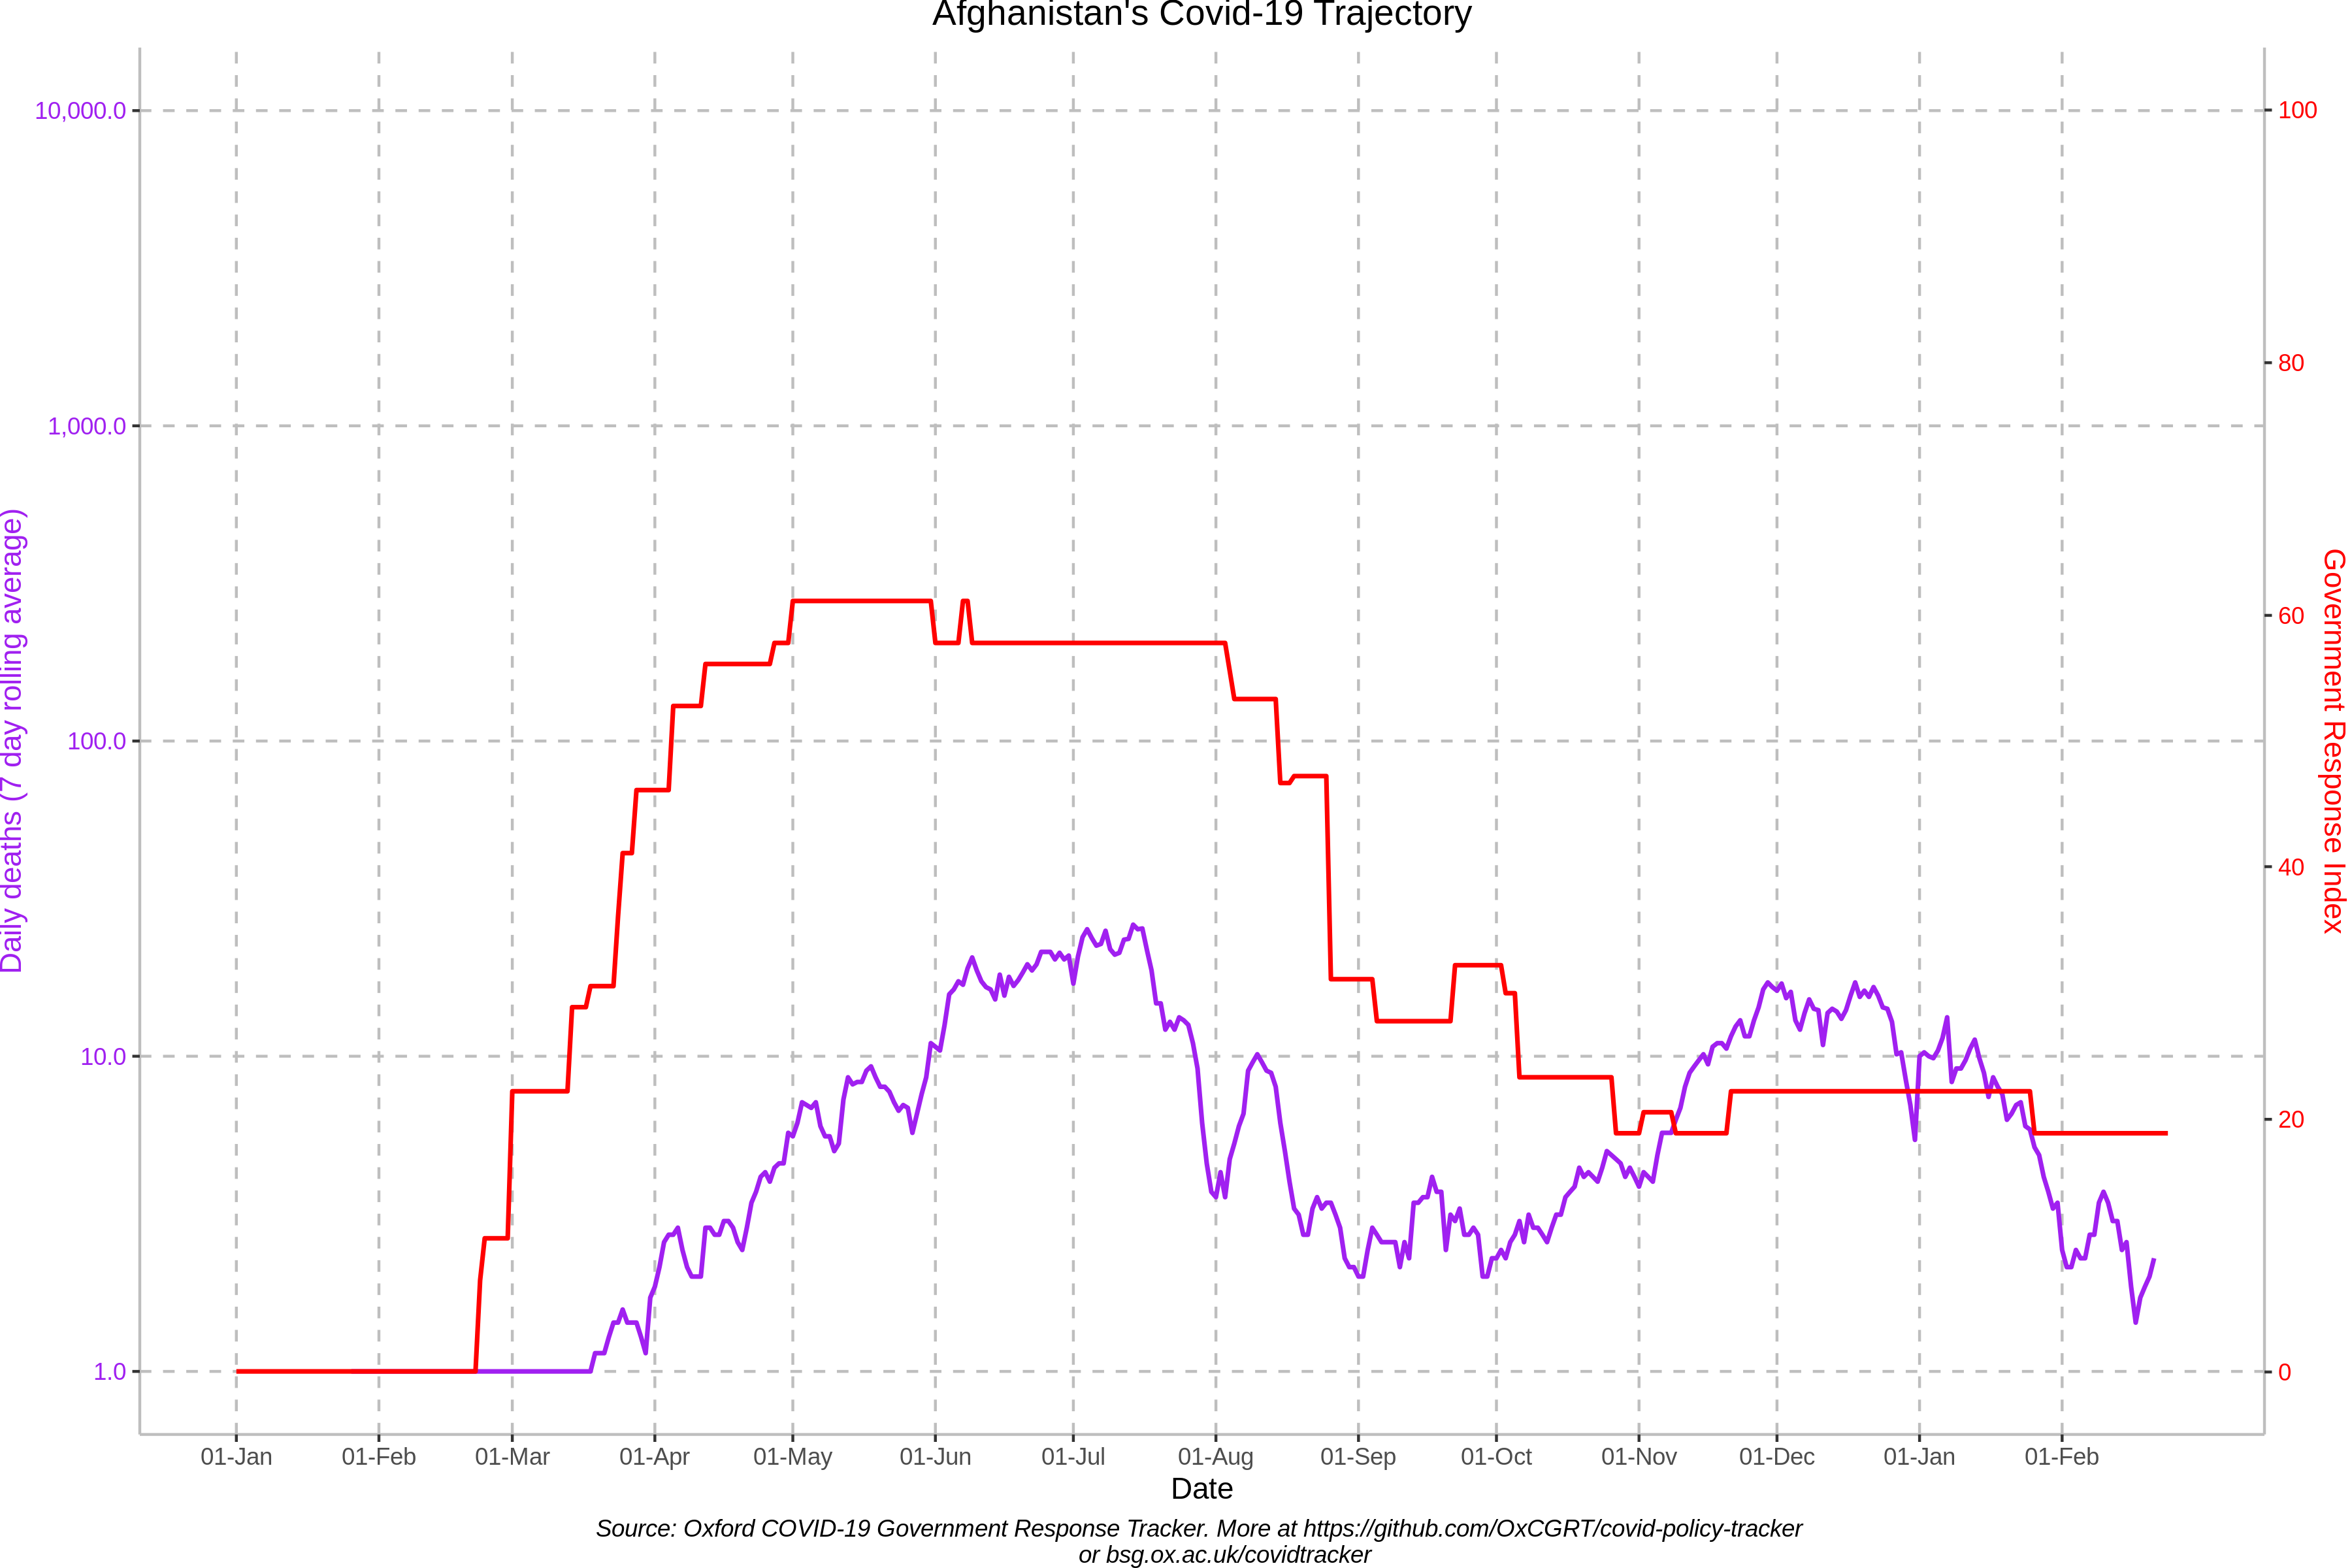 Afghanistan's Covid-19 Trajectory
10,000.0
1,000.0
100.0
10.0
1.0
Daily deaths (7 day rolling average)
100
80
60
40
20
0
Government Response Index
01-Jan 01-Feb 01-Mar 01-Apr 01-May 01-Jun 01-Jul 01-Aug 01-Sep 01-Oct 01-Nov 01-Dec 01-Jan 01-Feb
Date
Source: Oxford COVID-19 Government Response Tracker. More at https://github.com/OxCGRT/covid-policy-tracker
or bsg.ox.ac.uk/covidtracker